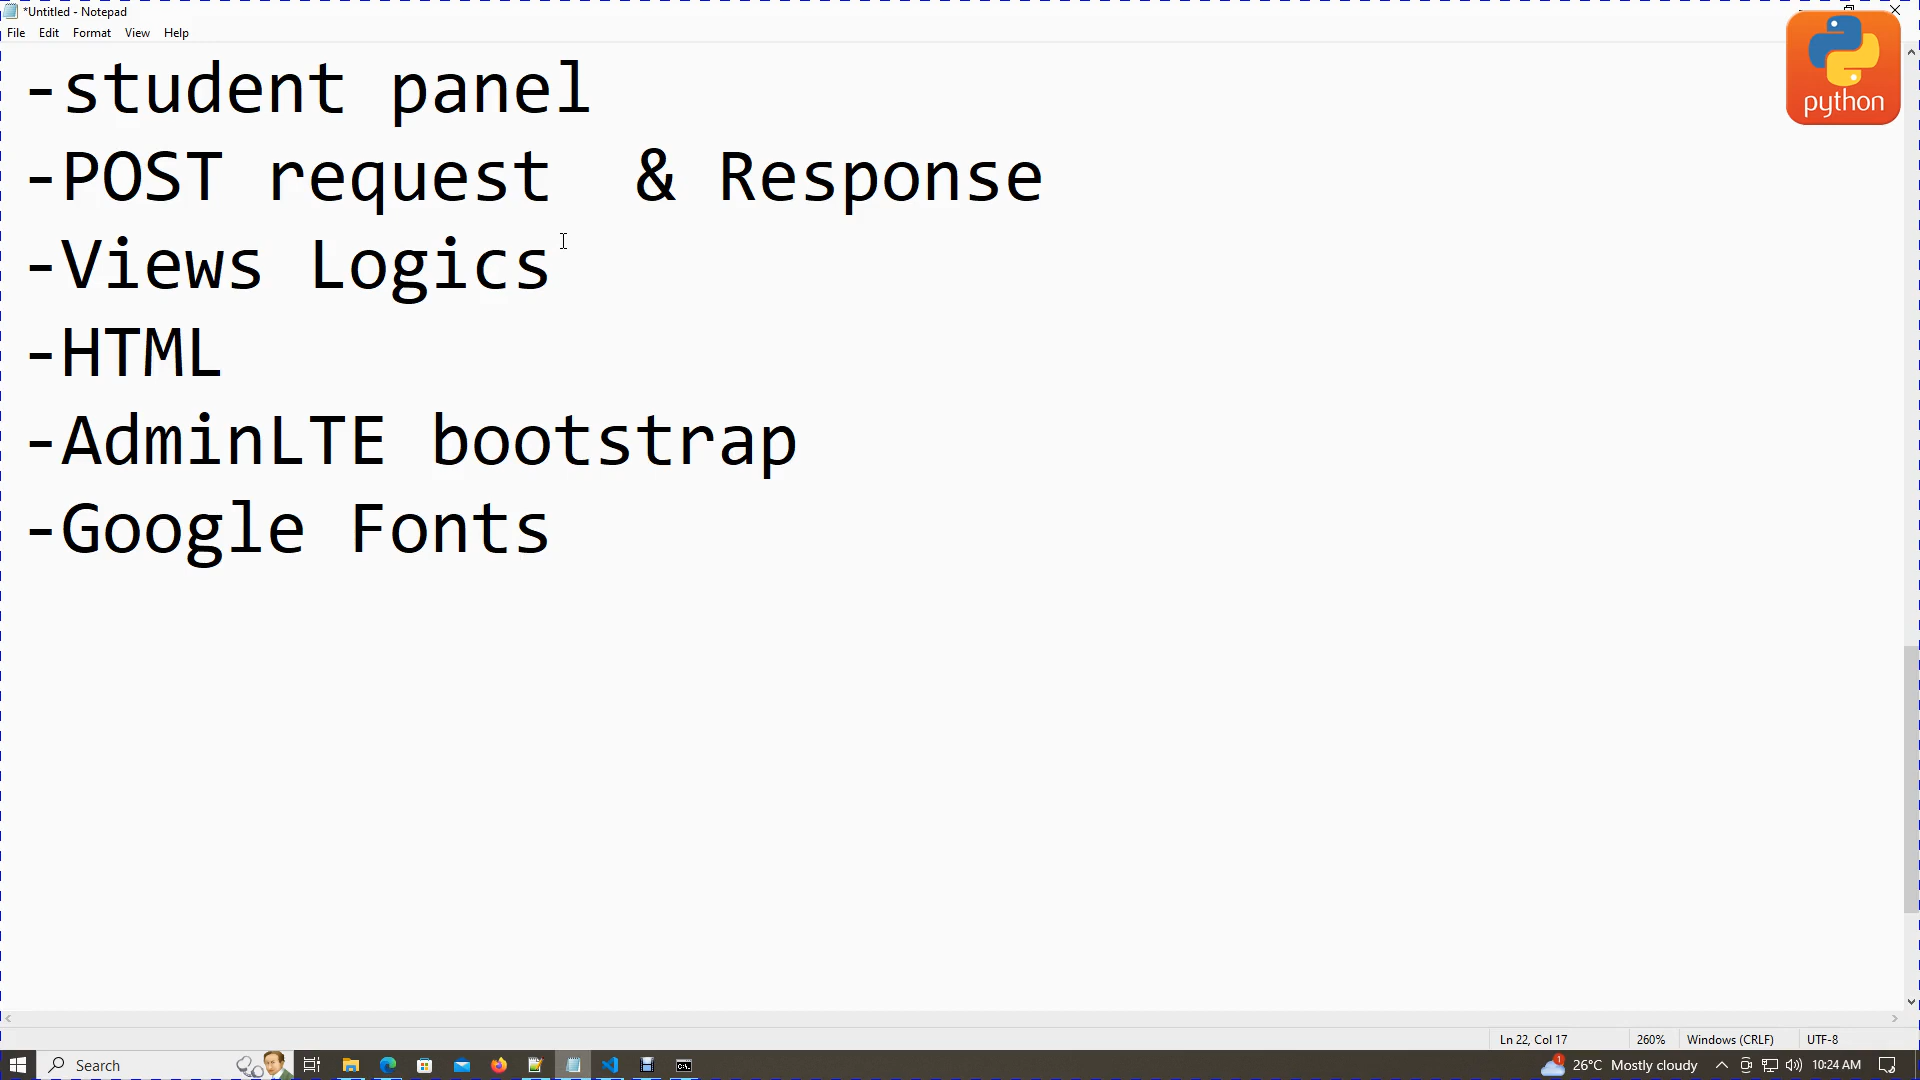 *Untitled - Notepad
File Edit Format View Help
python
-student panel
-POST request  & Response
-Views Logics
-HTML
-AdminLTE bootstrap
-Google Fonts
Ln 22, Col 17 260% Windows (CRLF) UTF-8
Search 1 26°C Mostly cloudy 10:24 AM